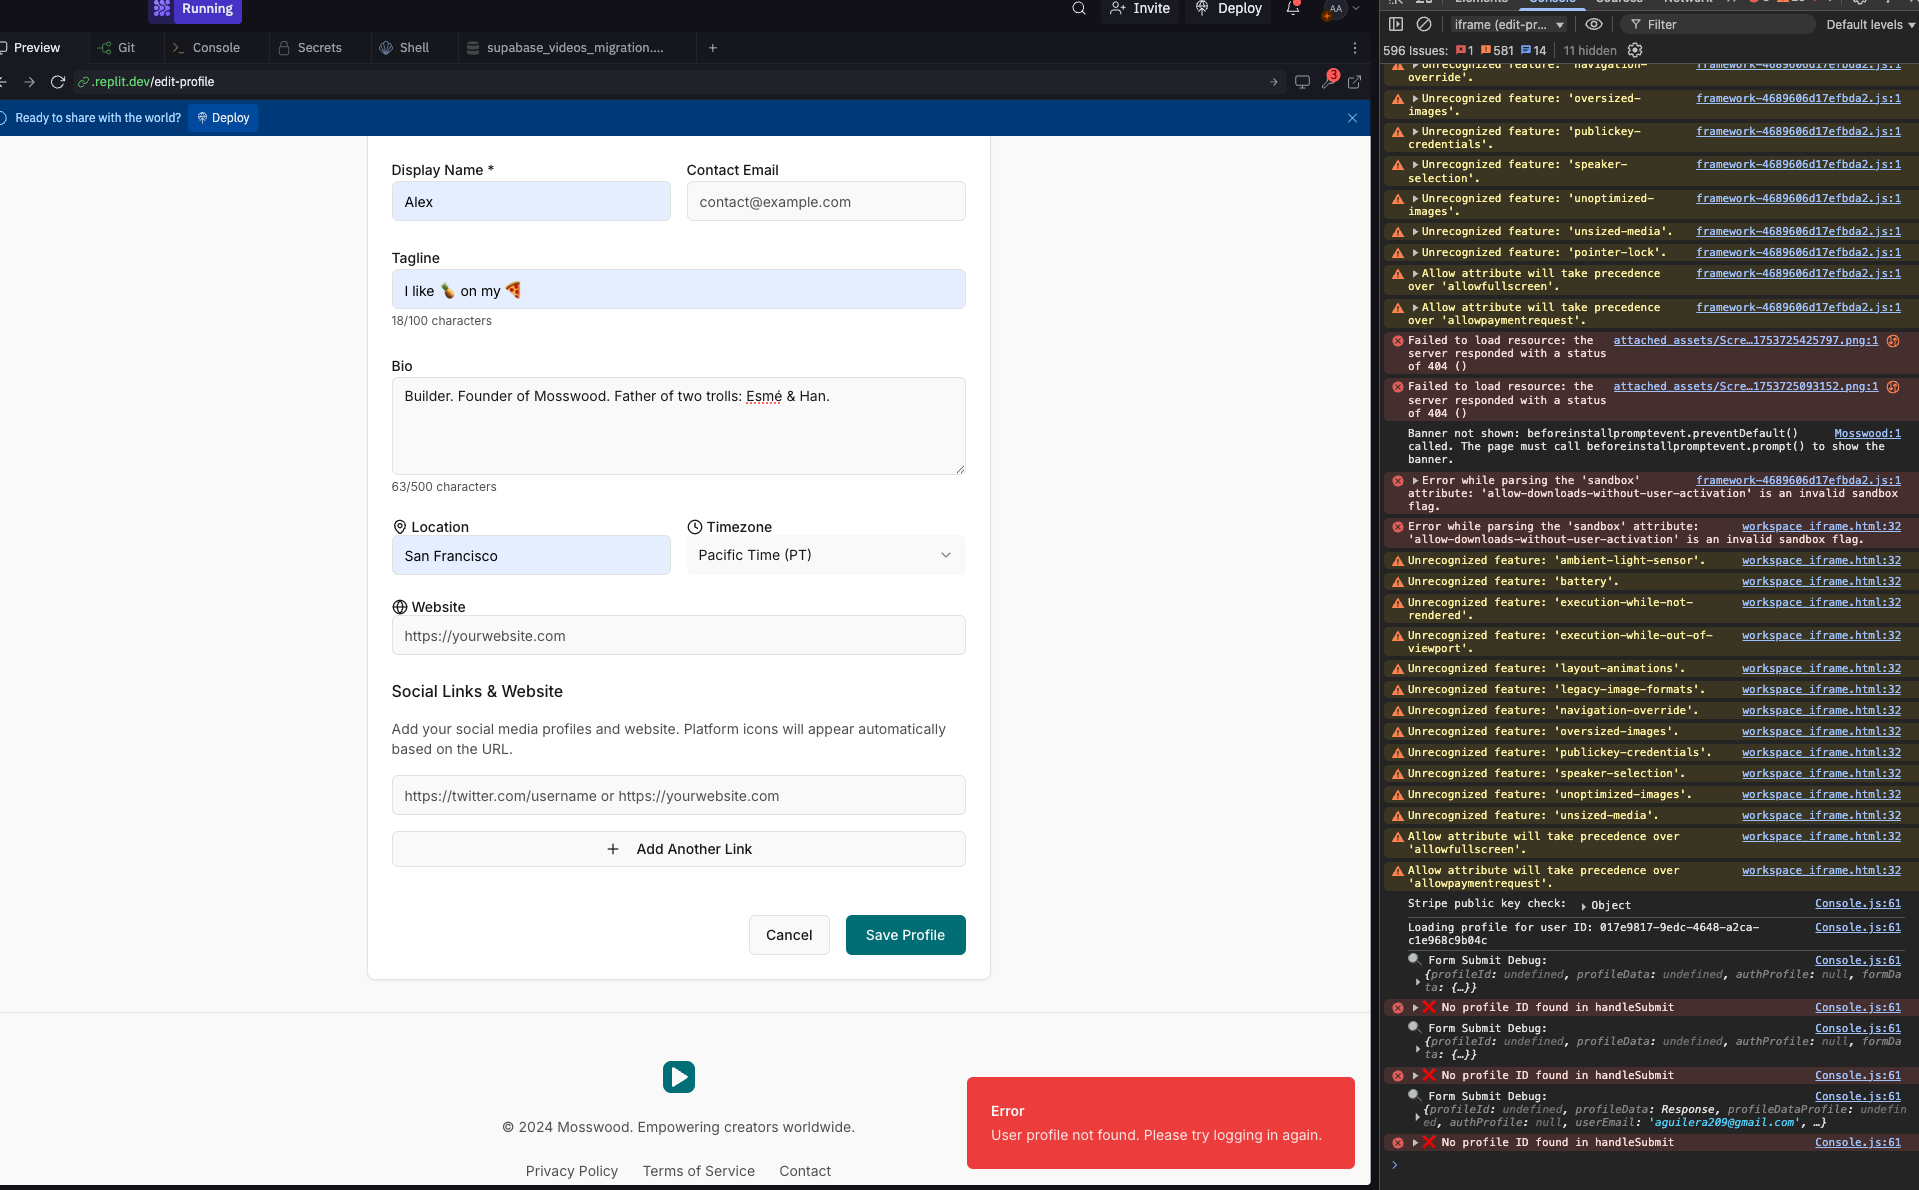 Running
Invite
Deploy
AA
Preview
Git
Console
Secrets
Shell
supabase_videos_migration....
.replit.dev/edit-profile
3
Ready to share with the world?
Deploy
Display Name *
Contact Email
Alex
contact@example.com
Tagline
I like 🍍 on my 🍕
18/100 characters
Bio
Builder. Founder of Mosswood. Father of two trolls: Esmé & Han.
63/500 characters
Location
Timezone
San Francisco
Pacific Time (PT)
Website
https://yourwebsite.com
Social Links & Website
Add your social media profiles and website. Platform icons will appear automatically
based on the URL.
https://twitter.com/username or https://yourwebsite.com
+ Add Another Link
Cancel
Save Profile
© 2024 Mosswood. Empowering creators worldwide.
Privacy Policy
Terms of Service
Contact
Error
User profile not found. Please try logging in again.
iframe (edit-pr...
Filter
Default levels
596 Issues: 1 581 14
11 hidden
Unrecognized feature: 'navigation- framework-4689606d17efbda2.js:1
override'.
Unrecognized feature: 'oversized- framework-4689606d17efbda2.js:1
images'.
Unrecognized feature: 'publickey- framework-4689606d17efbda2.js:1
credentials'.
Unrecognized feature: 'speaker- framework-4689606d17efbda2.js:1
selection'.
Unrecognized feature: 'unoptimized- framework-4689606d17efbda2.js:1
images'.
Unrecognized feature: 'unsized-media'. framework-4689606d17efbda2.js:1
Unrecognized feature: 'pointer-lock'. framework-4689606d17efbda2.js:1
Allow attribute will take precedence framework-4689606d17efbda2.js:1
over 'allowfullscreen'.
Allow attribute will take precedence framework-4689606d17efbda2.js:1
over 'allowpaymentrequest'.
Failed to load resource: the attached_assets/Scre…1753725425797.png:1
server responded with a status
of 404 ()
Failed to load resource: the attached_assets/Scre…1753725093152.png:1
server responded with a status
of 404 ()
Banner not shown: beforeinstallpromptevent.preventDefault() Mosswood:1
called. The page must call beforeinstallpromptevent.prompt() to show the
banner.
Error while parsing the 'sandbox' framework-4689606d17efbda2.js:1
attribute: 'allow-downloads-without-user-activation' is an invalid sandbox
flag.
Error while parsing the 'sandbox' attribute: workspace_iframe.html:32
'allow-downloads-without-user-activation' is an invalid sandbox flag.
Unrecognized feature: 'ambient-light-sensor'. workspace_iframe.html:32
Unrecognized feature: 'battery'. workspace_iframe.html:32
Unrecognized feature: 'execution-while-not- workspace_iframe.html:32
rendered'.
Unrecognized feature: 'execution-while-out-of- workspace_iframe.html:32
viewport'.
Unrecognized feature: 'layout-animations'. workspace_iframe.html:32
Unrecognized feature: 'legacy-image-formats'. workspace_iframe.html:32
Unrecognized feature: 'navigation-override'. workspace_iframe.html:32
Unrecognized feature: 'oversized-images'. workspace_iframe.html:32
Unrecognized feature: 'publickey-credentials'. workspace_iframe.html:32
Unrecognized feature: 'speaker-selection'. workspace_iframe.html:32
Unrecognized feature: 'unoptimized-images'. workspace_iframe.html:32
Unrecognized feature: 'unsized-media'. workspace_iframe.html:32
Allow attribute will take precedence over workspace_iframe.html:32
'allowfullscreen'.
Allow attribute will take precedence over workspace_iframe.html:32
'allowpaymentrequest'.
Stripe public key check: Object Console.js:61
Loading profile for user ID: 017e9817-9edc-4648-a2ca- Console.js:61
c1e968c9b04c
Form Submit Debug: Console.js:61
{profileId: undefined, profileData: undefined, authProfile: null, formDa
ta: {…}}
❌ No profile ID found in handleSubmit Console.js:61
Form Submit Debug: Console.js:61
{profileId: undefined, profileData: undefined, authProfile: null, formDa
ta: {…}}
❌ No profile ID found in handleSubmit Console.js:61
Form Submit Debug: Console.js:61
{profileId: undefined, profileData: Response, profileDataProfile: undefin
ed, authProfile: null, userEmail: 'aguilera209@gmail.com', …}
❌ No profile ID found in handleSubmit Console.js:61